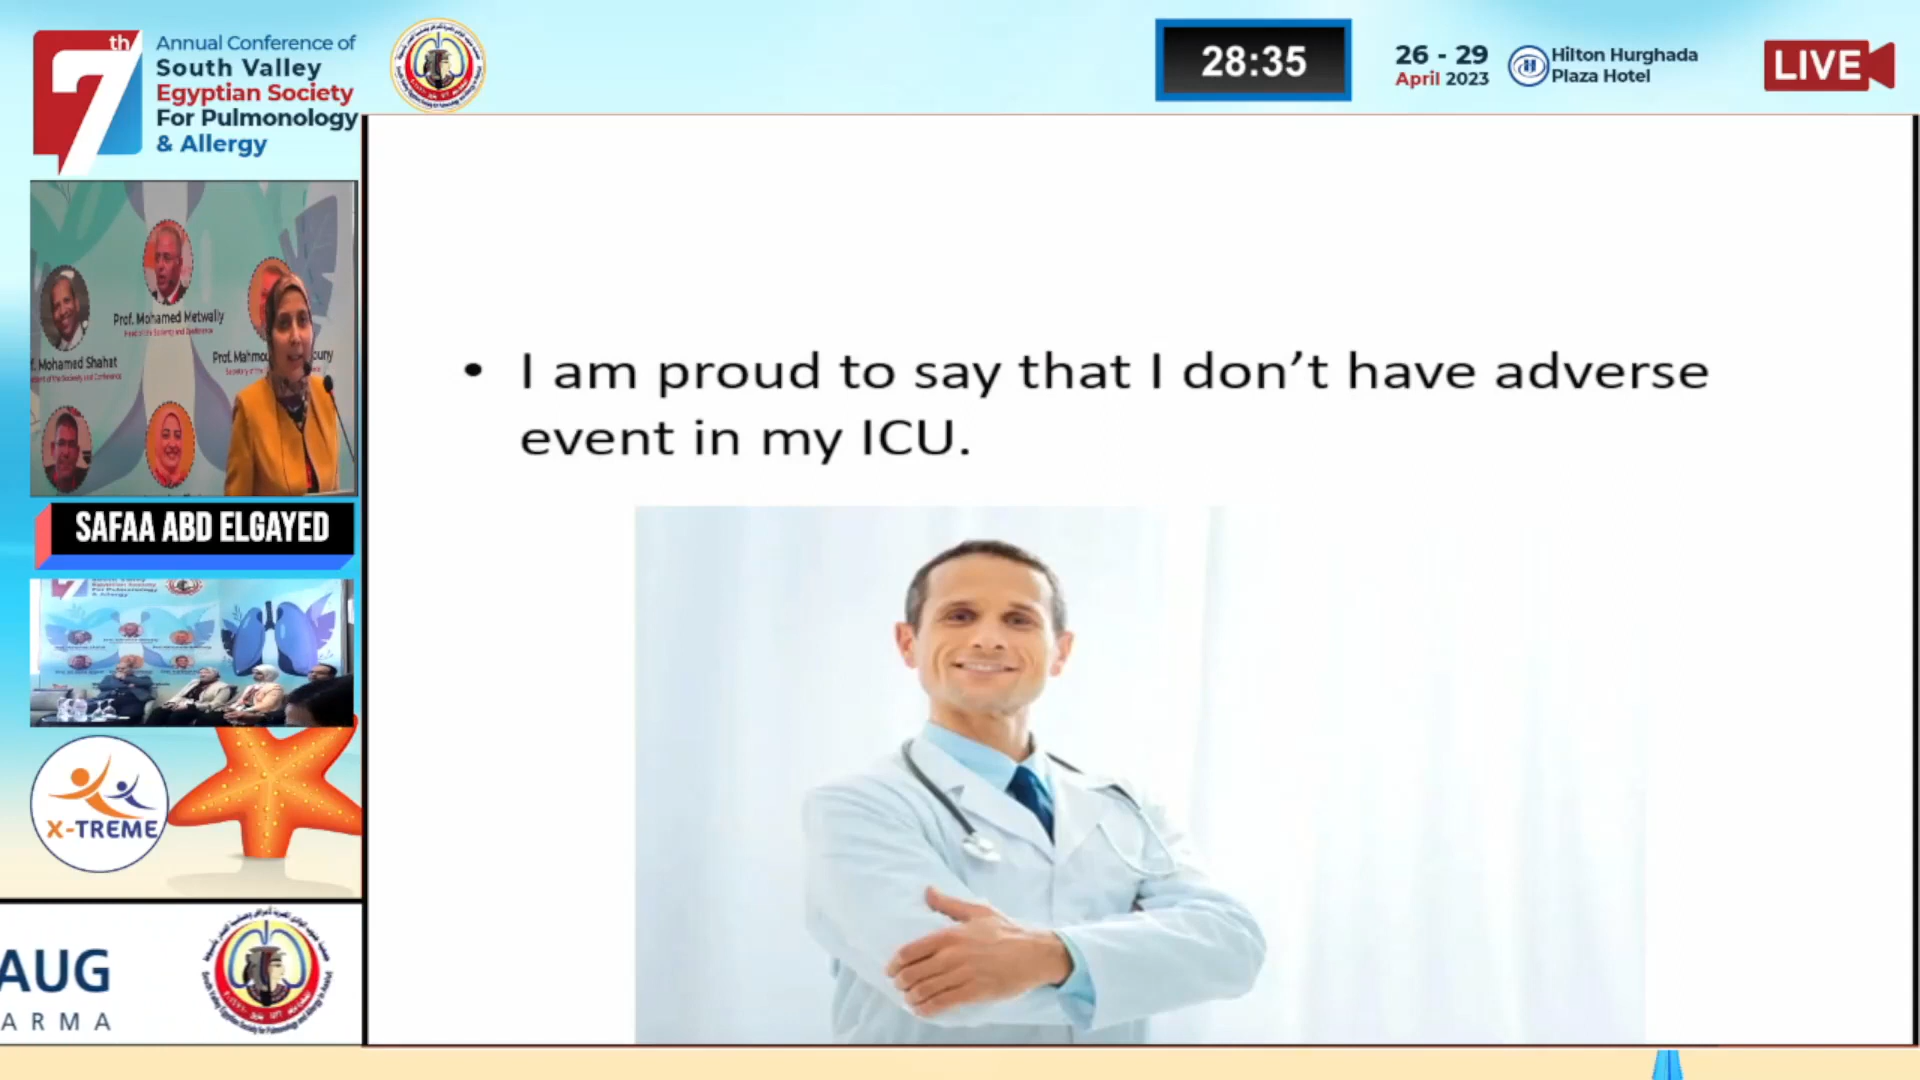 7th
Annual Conference of
South Valley
Egyptian Society
For Pulmonology
& Allergy
28:35
26 - 29
April 2023
Hilton Hurghada
Plaza Hotel
LIVE
• I am proud to say that I don't have adverse
event in my ICU.
Prof. Mohamed Metwally
Mohamed Shahat
SAFAA ABD ELGAYED
X-TREME
AUG
ARMA